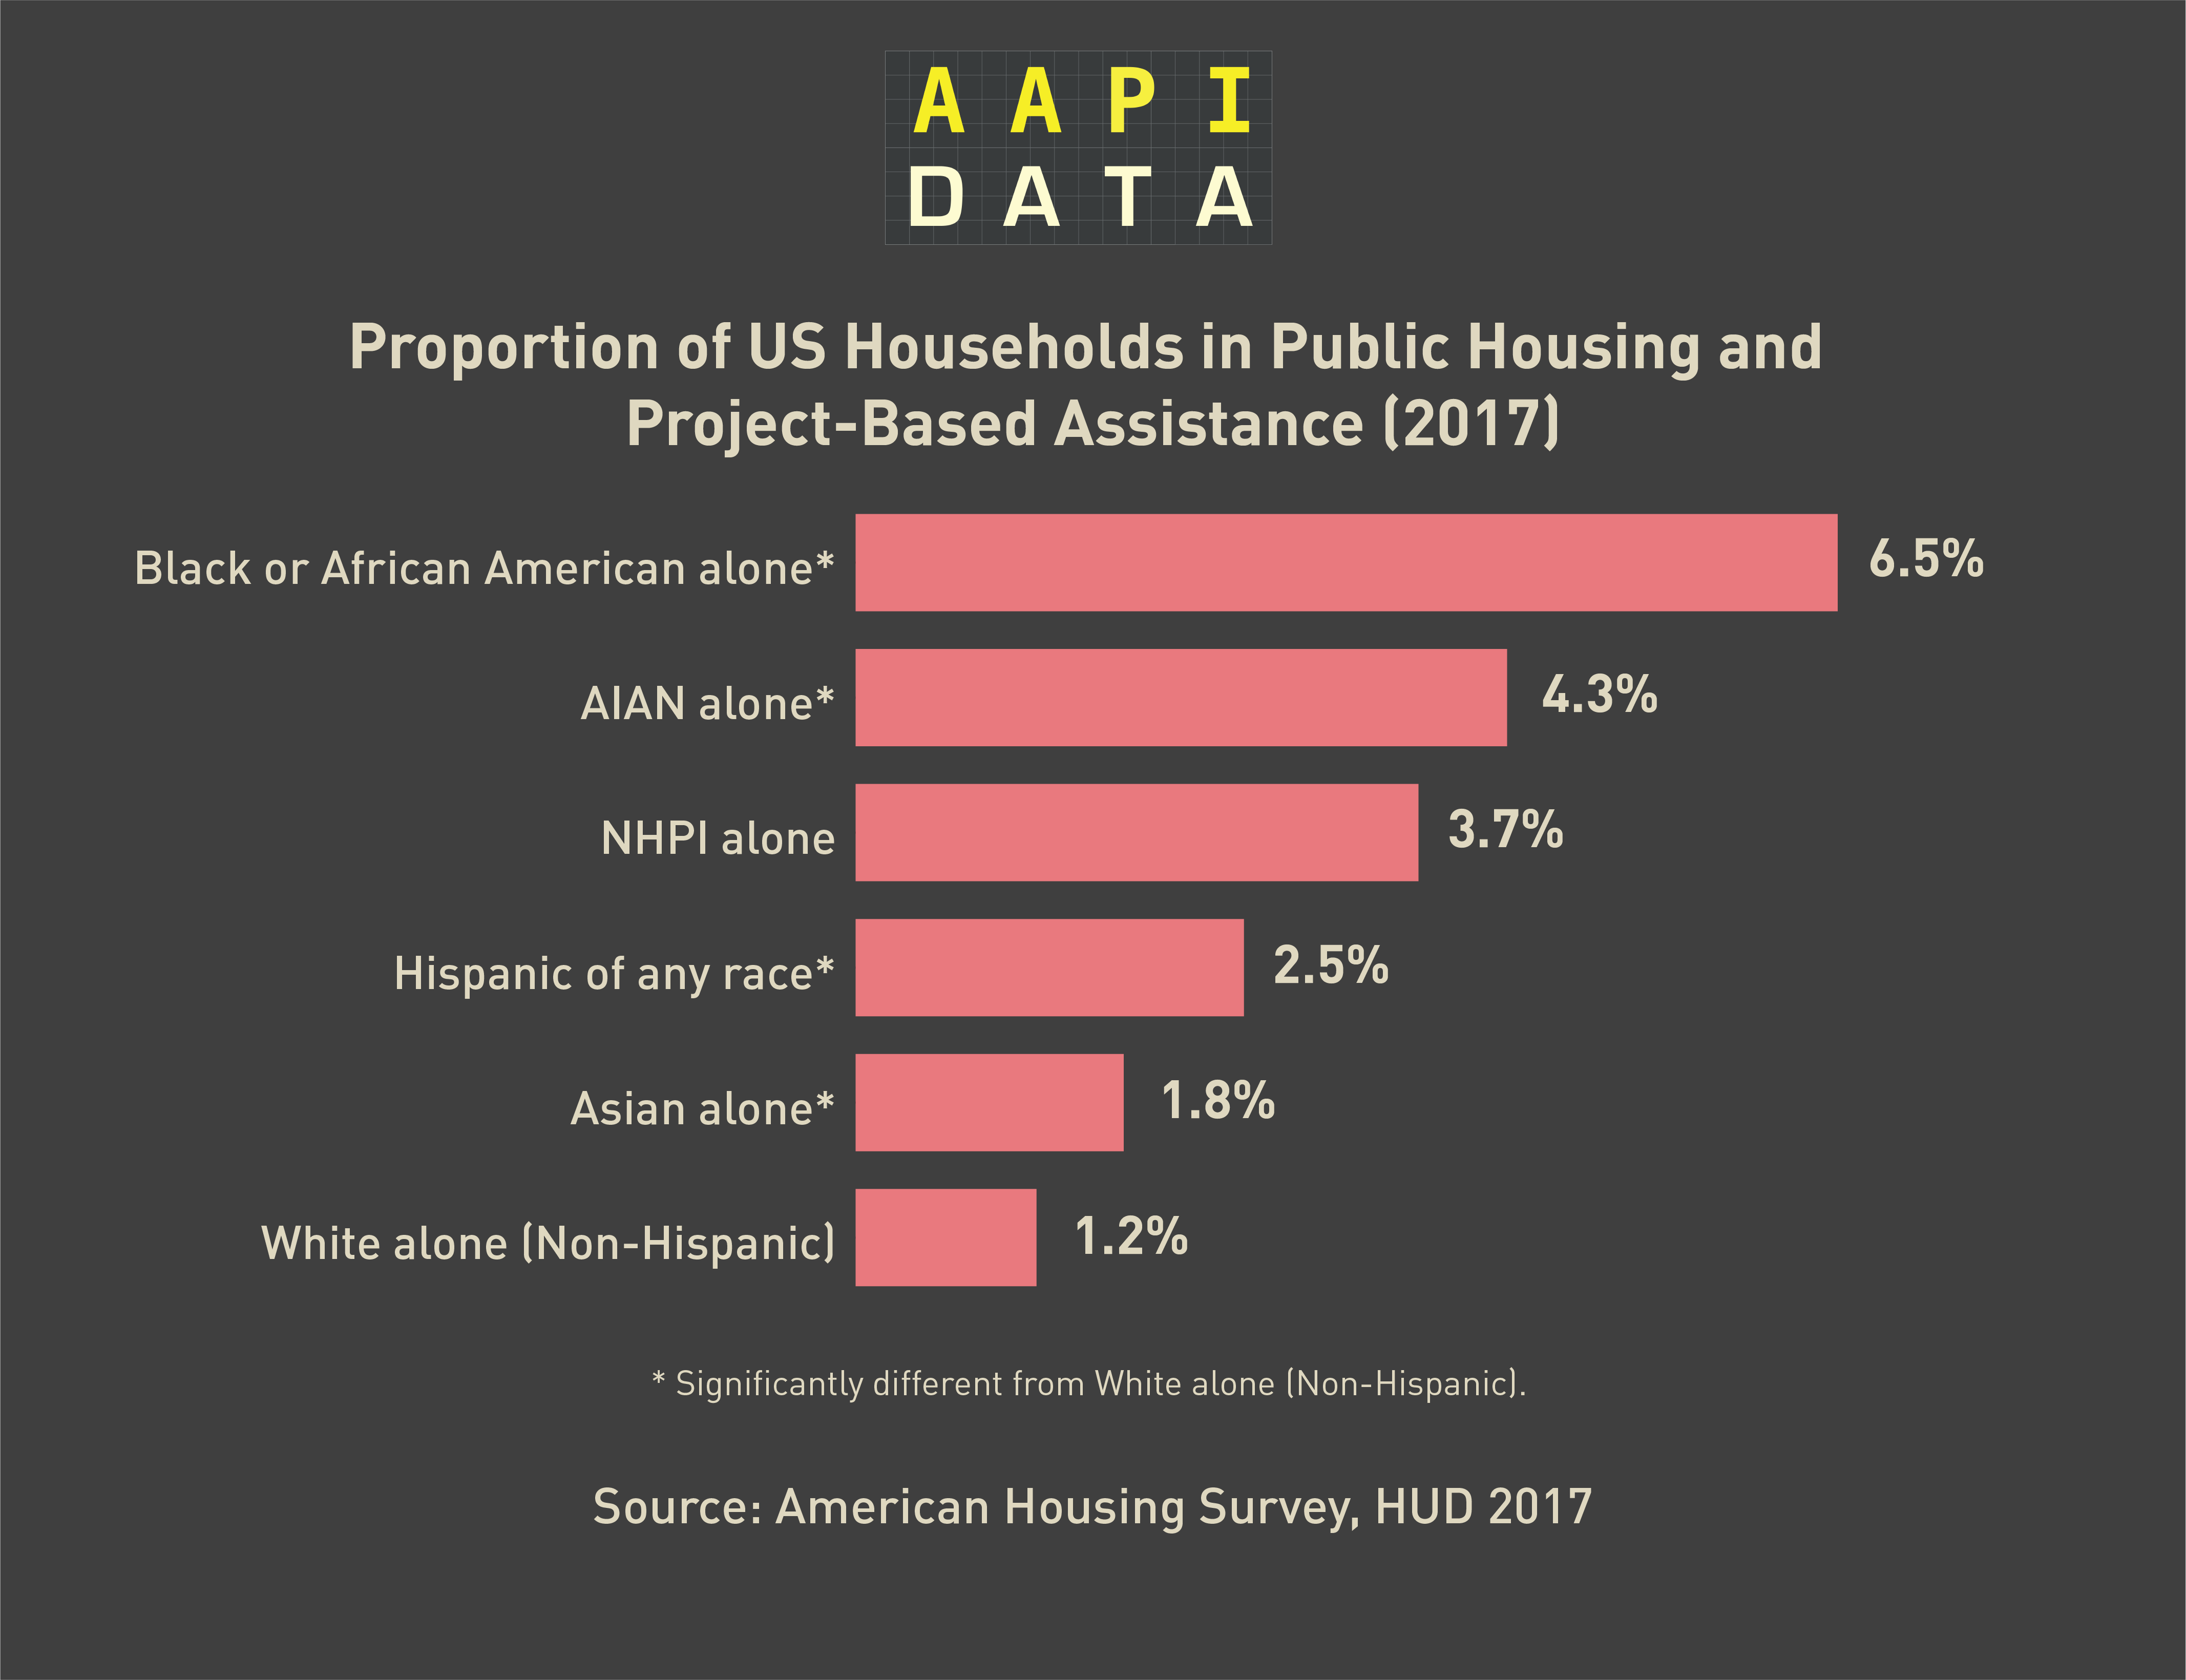 AAPI
DATA
Proportion of US Households in Public Housing and
Project-Based Assistance (2017)
Black or African American alone* 6.5%
AIAN alone* 4.3%
NHPI alone 3.7%
Hispanic of any race* 2.5%
Asian alone* 1.8%
White alone (Non-Hispanic) 1.2%
* Significantly different from White alone (Non-Hispanic).
Source: American Housing Survey, HUD 2017